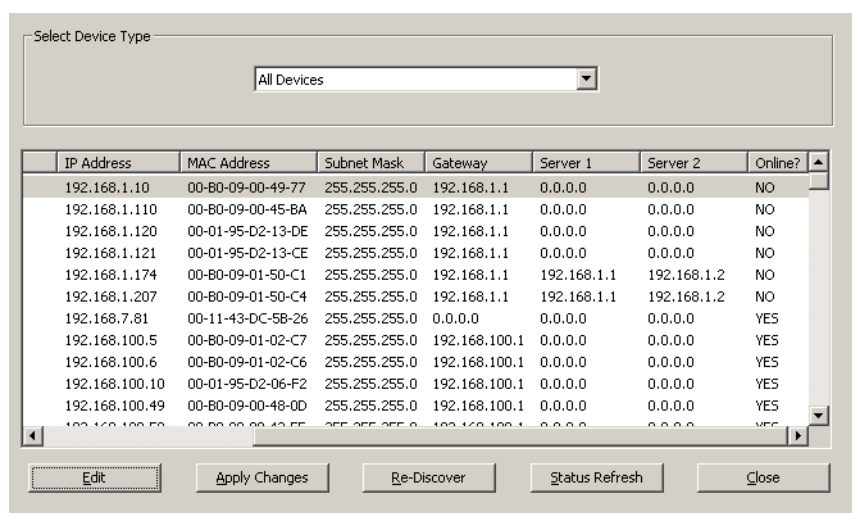 Select Device Type
All Devices
IP Address MAC Address Subnet Mask Gateway Server 1 Server 2 Online?
192.168.1.10 00-B0-09-00-49-77 255.255.255.0 192.168.1.1 0.0.0.0 0.0.0.0 NO
192.168.1.110 00-B0-09-00-45-BA 255.255.255.0 192.168.1.1 0.0.0.0 0.0.0.0 NO
192.168.1.120 00-01-95-D2-13-DE 255.255.255.0 192.168.1.1 0.0.0.0 0.0.0.0 NO
192.168.1.121 00-01-95-D2-13-CE 255.255.255.0 192.168.1.1 0.0.0.0 0.0.0.0 NO
192.168.1.174 00-B0-09-01-50-C1 255.255.255.0 192.168.1.1 192.168.1.1 192.168.1.2 NO
192.168.1.207 00-B0-09-01-50-C4 255.255.255.0 192.168.1.1 192.168.1.1 192.168.1.2 NO
192.168.7.81 00-11-43-DC-5B-26 255.255.255.0 0.0.0.0 0.0.0.0 0.0.0.0 YES
192.168.100.5 00-B0-09-01-02-C7 255.255.255.0 192.168.100.1 0.0.0.0 0.0.0.0 YES
192.168.100.6 00-B0-09-01-02-C6 255.255.255.0 192.168.100.1 0.0.0.0 0.0.0.0 YES
192.168.100.10 00-01-95-D2-06-F2 255.255.255.0 192.168.100.1 0.0.0.0 0.0.0.0 YES
192.168.100.49 00-B0-09-00-48-0D 255.255.255.0 192.168.100.1 0.0.0.0 0.0.0.0 YES
Edit Apply Changes Re-Discover Status Refresh Close